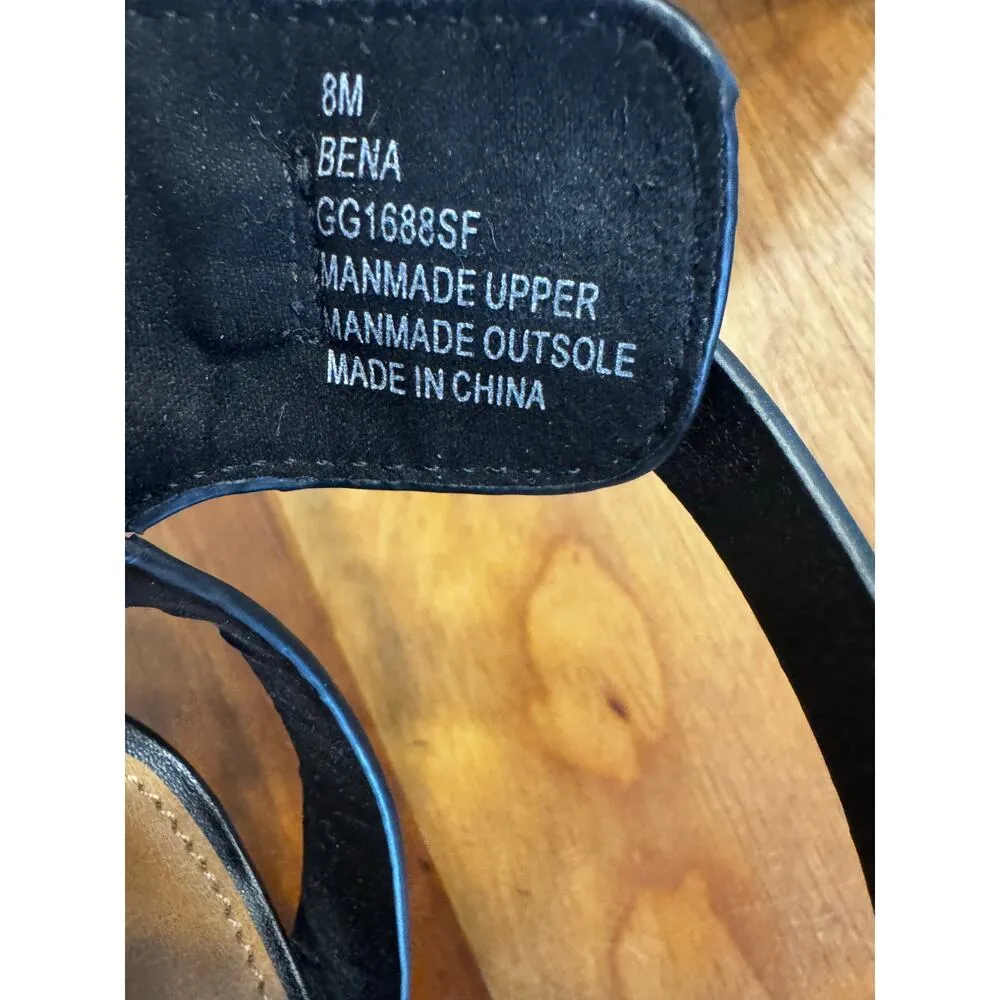 8M
BENA
GG1688SF
MANMADE UPPER
MANMADE OUTSOLE
MADE IN CHINA